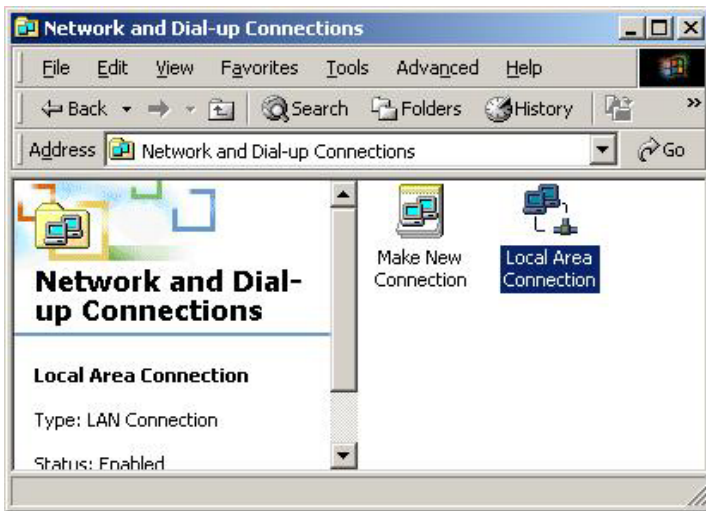 Network and Dial-up Connections
File Edit View Favorites Tools Advanced Help
Back Search Folders History »
Address Network and Dial-up Connections Go
Network and Dial-
up Connections
Local Area Connection
Type: LAN Connection
Status: Enabled
Make New
Connection
Local Area
Connection